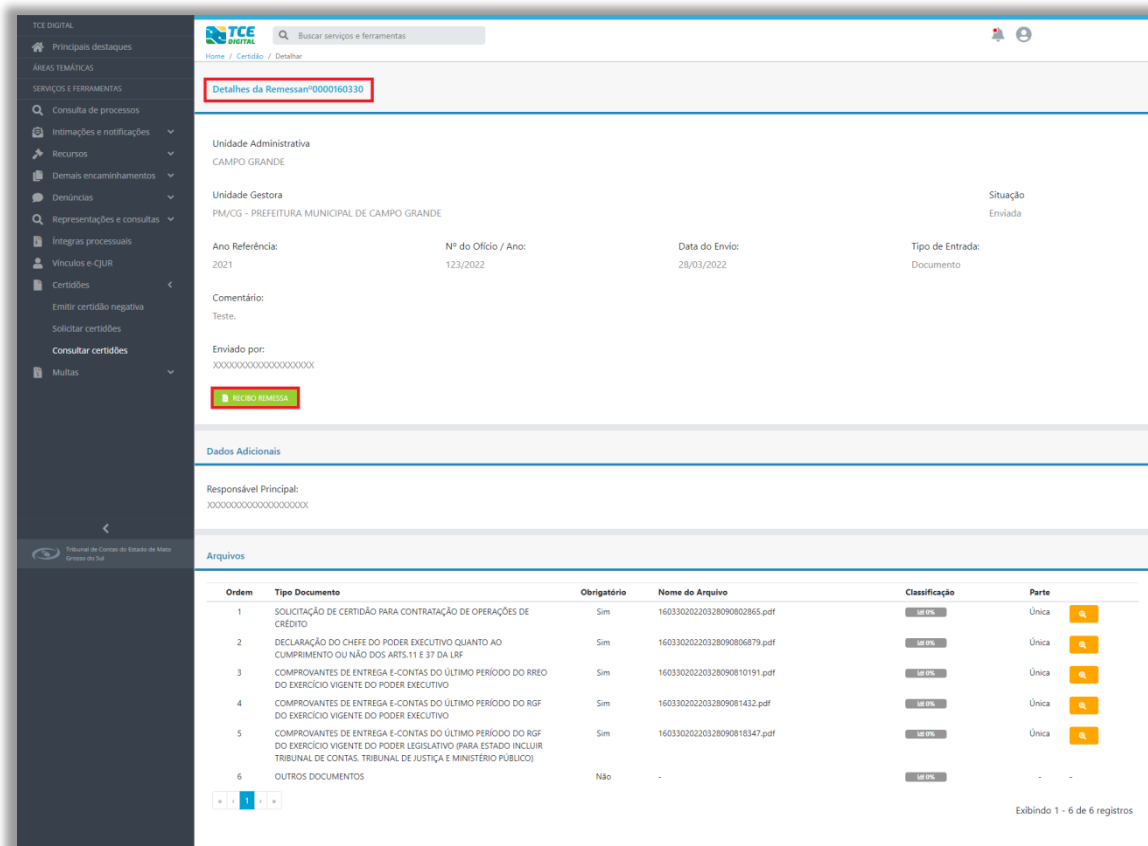 TCE DIGITAL
Principais destaques
ÁREAS TEMÁTICAS
SERVIÇOS E FERRAMENTAS
Consulta de processos
Intimações e notificações
Recursos
Demais encaminhamentos
Denúncias
Representações e consultas
Íntegras processuais
Vínculos e-CJUR
Certidões
Emitir certidão negativa
Solicitar certidões
Consultar certidões
Multas
Tribunal de Contas do Estado de Mato
Grosso do Sul
TCE
DIGITAL
Buscar serviços e ferramentas
Home / Certidão / Detalhar
Detalhes da Remessanº0000160330
Unidade Administrativa
CAMPO GRANDE
Unidade Gestora Situação
PM/CG - PREFEITURA MUNICIPAL DE CAMPO GRANDE Enviada
Ano Referência: Nº do Ofício / Ano: Data do Envio: Tipo de Entrada:
2021 123/2022 28/03/2022 Documento
Comentário:
Teste.
Enviado por:
XXXXXXXXXXXXXXXXXXX
RECIBO REMESSA
Dados Adicionais
Responsável Principal:
XXXXXXXXXXXXXXXXXXX
Arquivos
Ordem Tipo Documento Obrigatório Nome do Arquivo Classificação Parte
1 SOLICITAÇÃO DE CERTIDÃO PARA CONTRATAÇÃO DE OPERAÇÕES DE Sim 16033020220328090802865.pdf 0% Única
CRÉDITO
2 DECLARAÇÃO DO CHEFE DO PODER EXECUTIVO QUANTO AO Sim 16033020220328090806879.pdf 0% Única
CUMPRIMENTO OU NÃO DOS ARTS.11 E 37 DA LRF
3 COMPROVANTES DE ENTREGA E-CONTAS DO ÚLTIMO PERÍODO DO RREO Sim 16033020220328090810191.pdf 0% Única
DO EXERCÍCIO VIGENTE DO PODER EXECUTIVO
4 COMPROVANTES DE ENTREGA E-CONTAS DO ÚLTIMO PERÍODO DO RGF Sim 1603302022032809081432.pdf 0% Única
DO EXERCÍCIO VIGENTE DO PODER EXECUTIVO
5 COMPROVANTES DE ENTREGA E-CONTAS DO ÚLTIMO PERÍODO DO RGF Sim 16033020220328090818347.pdf 0% Única
DO EXERCÍCIO VIGENTE DO PODER LEGISLATIVO (PARA ESTADO INCLUIR
TRIBUNAL DE CONTAS, TRIBUNAL DE JUSTIÇA E MINISTÉRIO PÚBLICO)
6 OUTROS DOCUMENTOS Não - 0% - -
« ‹ 1 › »
Exibindo 1 - 6 de 6 registros